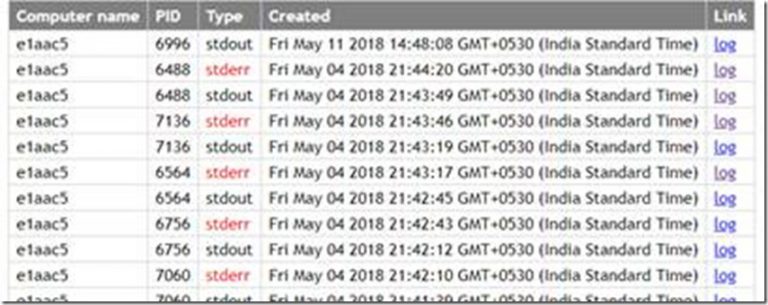 Computer name PID Type Created Link
e1aac5 6996 stdout Fri May 11 2018 14:48:08 GMT+0530 (India Standard Time) log
e1aac5 6488 stderr Fri May 04 2018 21:44:20 GMT+0530 (India Standard Time) log
e1aac5 6488 stdout Fri May 04 2018 21:43:49 GMT+0530 (India Standard Time) log
e1aac5 7136 stderr Fri May 04 2018 21:43:46 GMT+0530 (India Standard Time) log
e1aac5 7136 stdout Fri May 04 2018 21:43:19 GMT+0530 (India Standard Time) log
e1aac5 6564 stderr Fri May 04 2018 21:43:17 GMT+0530 (India Standard Time) log
e1aac5 6564 stdout Fri May 04 2018 21:42:45 GMT+0530 (India Standard Time) log
e1aac5 6756 stderr Fri May 04 2018 21:42:43 GMT+0530 (India Standard Time) log
e1aac5 6756 stdout Fri May 04 2018 21:42:12 GMT+0530 (India Standard Time) log
e1aac5 7060 stderr Fri May 04 2018 21:42:10 GMT+0530 (India Standard Time) log